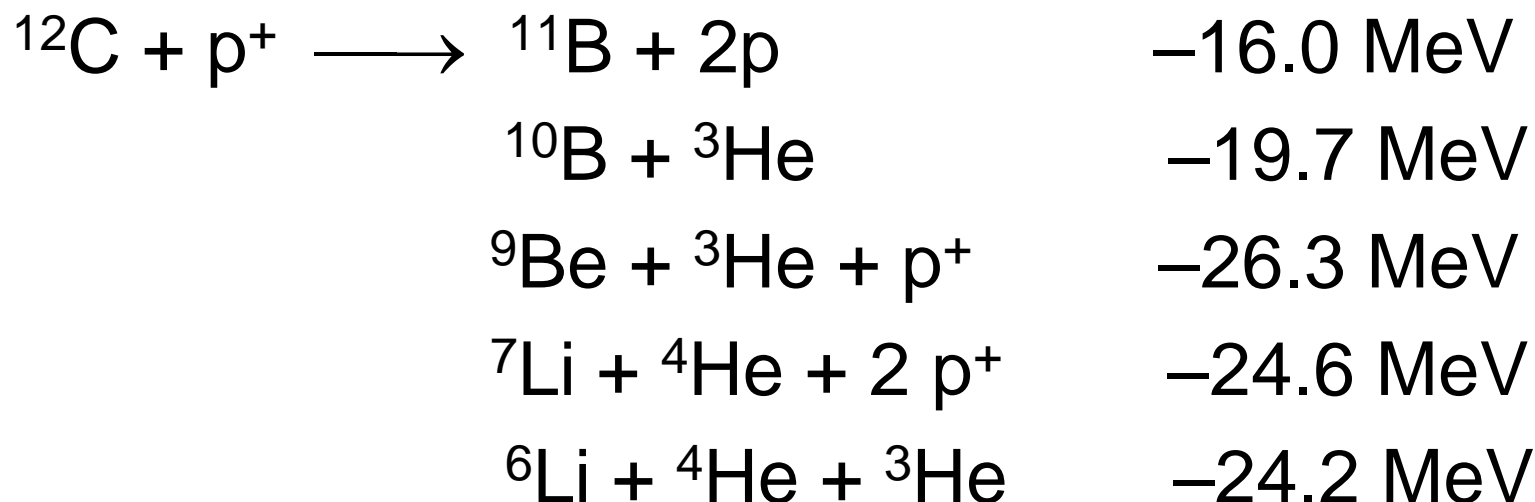 ¹²C + p⁺ ⟶ ¹¹B + 2p –16.0 MeV
¹⁰B + ³He –19.7 MeV
⁹Be + ³He + p⁺ –26.3 MeV
⁷Li + ⁴He + 2 p⁺ –24.6 MeV
⁶Li + ⁴He + ³He –24.2 MeV